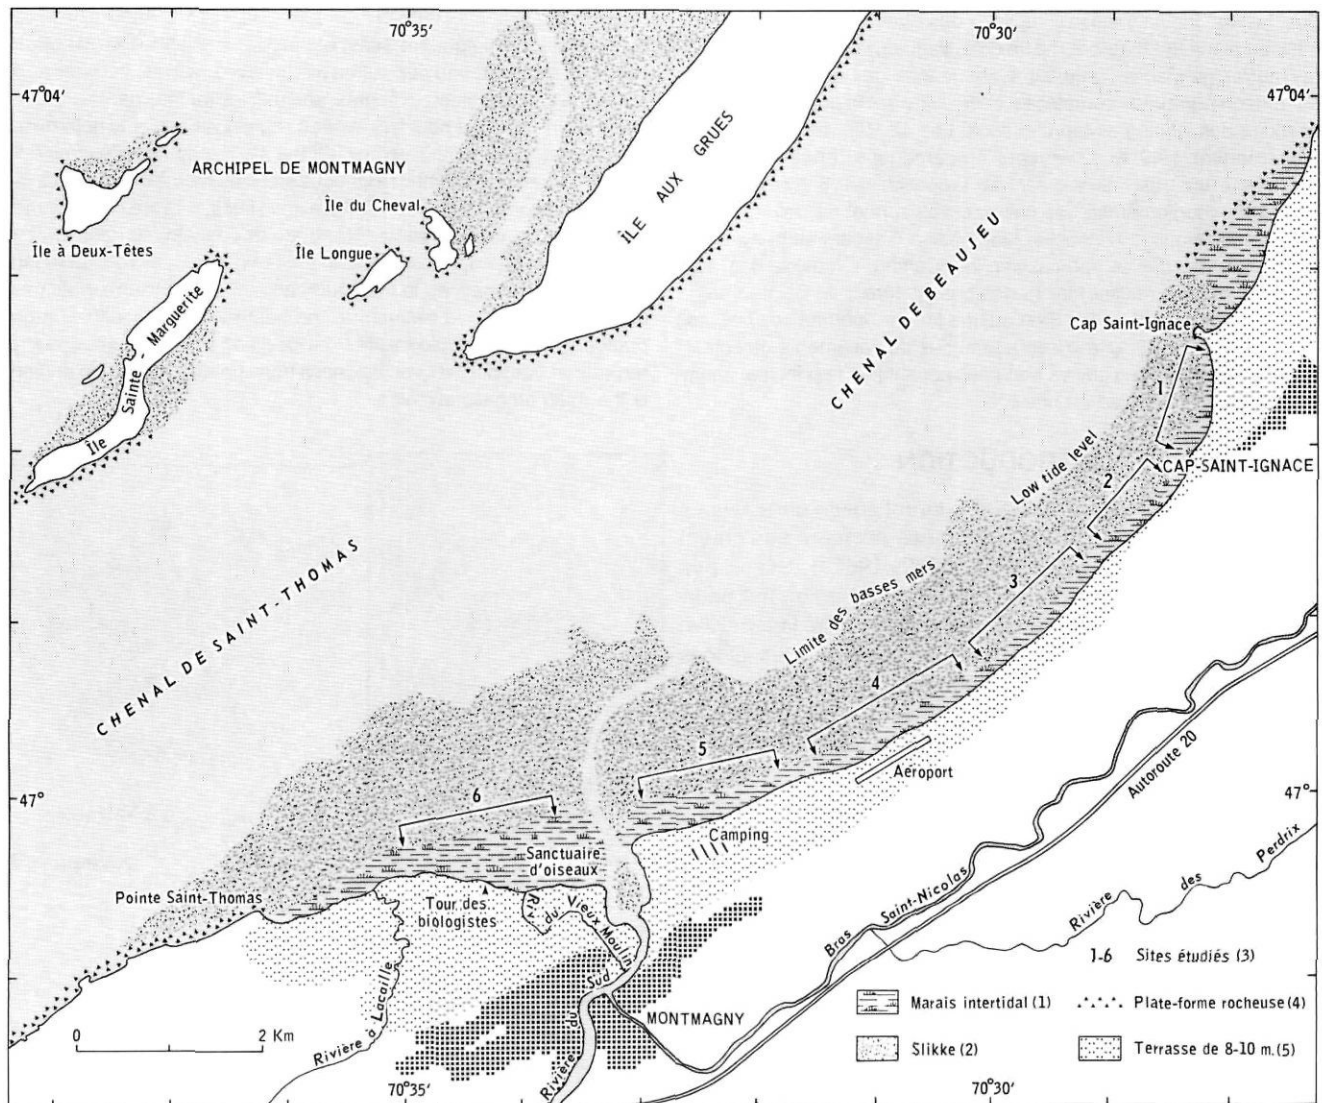 70°35'
70°30'
47°04'
47°04'
ARCHIPEL DE MONTMAGNY
Île du Cheval
Île à Deux-Têtes
Île Longue
ÎLE AUX GRUES
Île Sainte-Marguerite
CHENAL DE BEAUJEU
Cap Saint-Ignace
1
CAP-SAINT-IGNACE
2
Low tide level
3
Limite des basses mers
CHENAL DE SAINT-THOMAS
4
5
6
Aéroport
Autoroute 20
47°
47°
Camping
Sanctuaire
d'oiseaux
Pointe Saint-Thomas
Tour des
biologistes
Riv. du Vieux Moulin
Bras Saint-Nicolas
Rivière des Perdrix
Rivière à Lacaille
Rivière du Sud
MONTMAGNY
0 2 Km
1-6 Sites étudiés (3)
Marais intertidal (1)
Plate-forme rocheuse (4)
Slikke (2)
Terrasse de 8-10 m. (5)
70°35'
70°30'